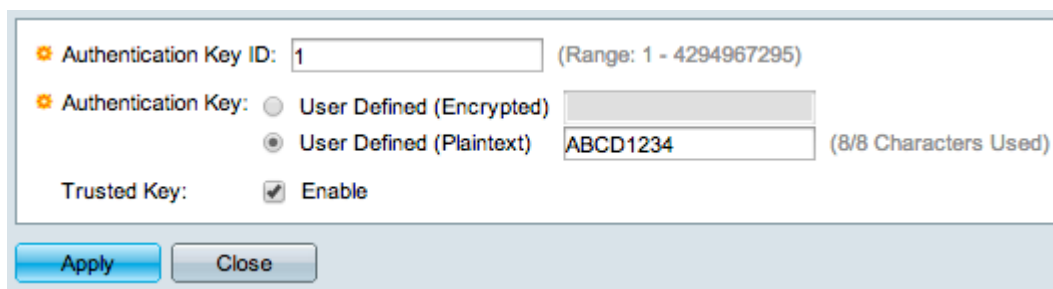 Authentication Key ID: 1 (Range: 1 - 4294967295)
Authentication Key: User Defined (Encrypted)
User Defined (Plaintext) ABCD1234 (8/8 Characters Used)
Trusted Key: Enable
Apply Close